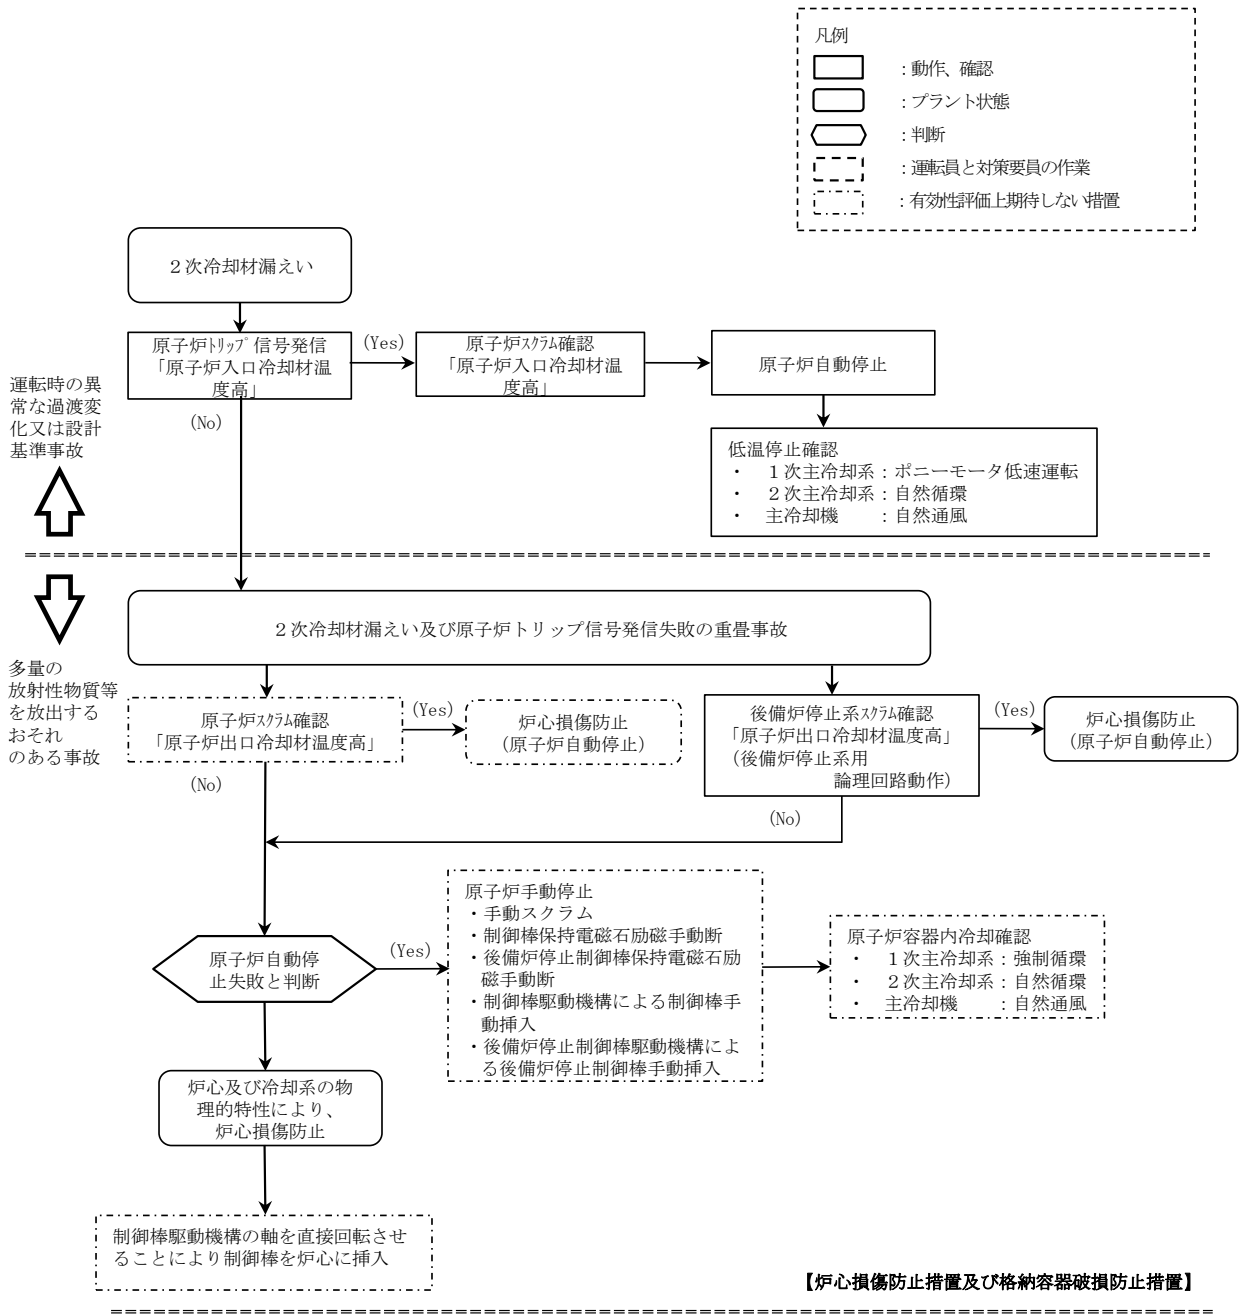 凡例
：動作、確認
：プラント状態
：判断
：運転員と対策要員の作業
：有効性評価上期待しない措置
２次冷却材漏えい
原子炉ﾄﾘｯﾌﾟ信号発信
「原子炉入口冷却材温
度高」
(Yes)
原子炉ｽｸﾗﾑ確認
「原子炉入口冷却材温
度高」
原子炉自動停止
(No)
運転時の異
常な過渡変
化又は設計
基準事故
低温停止確認
・　１次主冷却系：ポニーモータ低速運転
・　２次主冷却系：自然循環
・　主冷却機　　：自然通風
２次冷却材漏えい及び原子炉トリップ信号発信失敗の重畳事故
多量の
放射性物質等
を放出する
おそれ
のある事故
原子炉ｽｸﾗﾑ確認
「原子炉出口冷却材温度高」
(Yes)
炉心損傷防止
（原子炉自動停止）
(No)
後備炉停止系ｽｸﾗﾑ確認
「原子炉出口冷却材温度高」
（後備炉停止系用
論理回路動作）
(Yes)
炉心損傷防止
（原子炉自動停止）
(No)
原子炉自動停
止失敗と判断
(Yes)
原子炉手動停止
・手動スクラム
・制御棒保持電磁石励磁手動断
・後備炉停止制御棒保持電磁石励
磁手動断
・制御棒駆動機構による制御棒手
動挿入
・後備炉停止制御棒駆動機構によ
る後備炉停止制御棒手動挿入
原子炉容器内冷却確認
・　１次主冷却系：強制循環
・　２次主冷却系：自然循環
・　主冷却機　　：自然通風
炉心及び冷却系の物
理的特性により、
炉心損傷防止
制御棒駆動機構の軸を直接回転させ
ることにより制御棒を炉心に挿入
【炉心損傷防止措置及び格納容器破損防止措置】